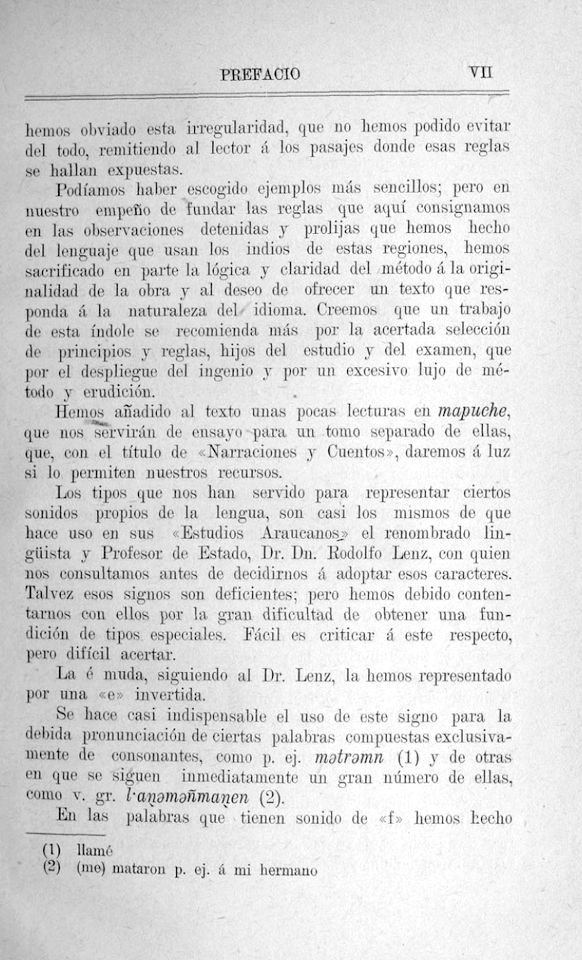 PREFACIO VII
hemos obviado esta irregularidad, que no hemos podido evitar
del todo, remitiendo al lector á los pasajes donde esas reglas
se hallan expuestas.
Podíamos haber escogido ejemplos más sencillos; pero en
nuestro empeño de fundar las reglas que aquí consignamos
en las observaciones detenidas y prolijas que hemos hecho
del lenguaje que usan los indios de estas regiones, hemos
sacrificado en parte la lógica y claridad del método á la origi-
nalidad de la obra y al deseo de ofrecer un texto que res-
ponda á la naturaleza del idioma. Creemos que un trabajo
de esta índole se recomienda más por la acertada selección
de principios y reglas, hijos del estudio y del examen, que
por el despliegue del ingenio y por un excesivo lujo de mé-
todo y erudición.
Hemos añadido al texto unas pocas lecturas en mapuche,
que nos servirán de ensayo para un tomo separado de ellas,
que, con el título de «Narraciones y Cuentos», daremos á luz
si lo permiten nuestros recursos.
Los tipos que nos han servido para representar ciertos
sonidos propios de la lengua, son casi los mismos de que
hace uso en sus «Estudios Araucanos» el renombrado lin-
güista y Profesor de Estado, Dr. Dn. Rodolfo Lenz, con quien
nos consultamos antes de decidirnos á adoptar esos caracteres.
Talvez esos signos son deficientes; pero hemos debido conten-
tarnos con ellos por la gran dificultad de obtener una fun-
dición de tipos especiales. Fácil es criticar á este respecto,
pero difícil acertar.
La é muda, siguiendo al Dr. Lenz, la hemos representado
por una «e» invertida.
Se hace casi indispensable el uso de este signo para la
debida pronunciación de ciertas palabras compuestas exclusiva-
mente de consonantes, como p. ej. mətrəmn (1) y de otras
en que se siguen inmediatamente un gran número de ellas,
como v. gr. l·aŋəməñmaŋen (2).
En las palabras que tienen sonido de «f» hemos hecho
(1) llamé
(2) (me) mataron p. ej. á mi hermano